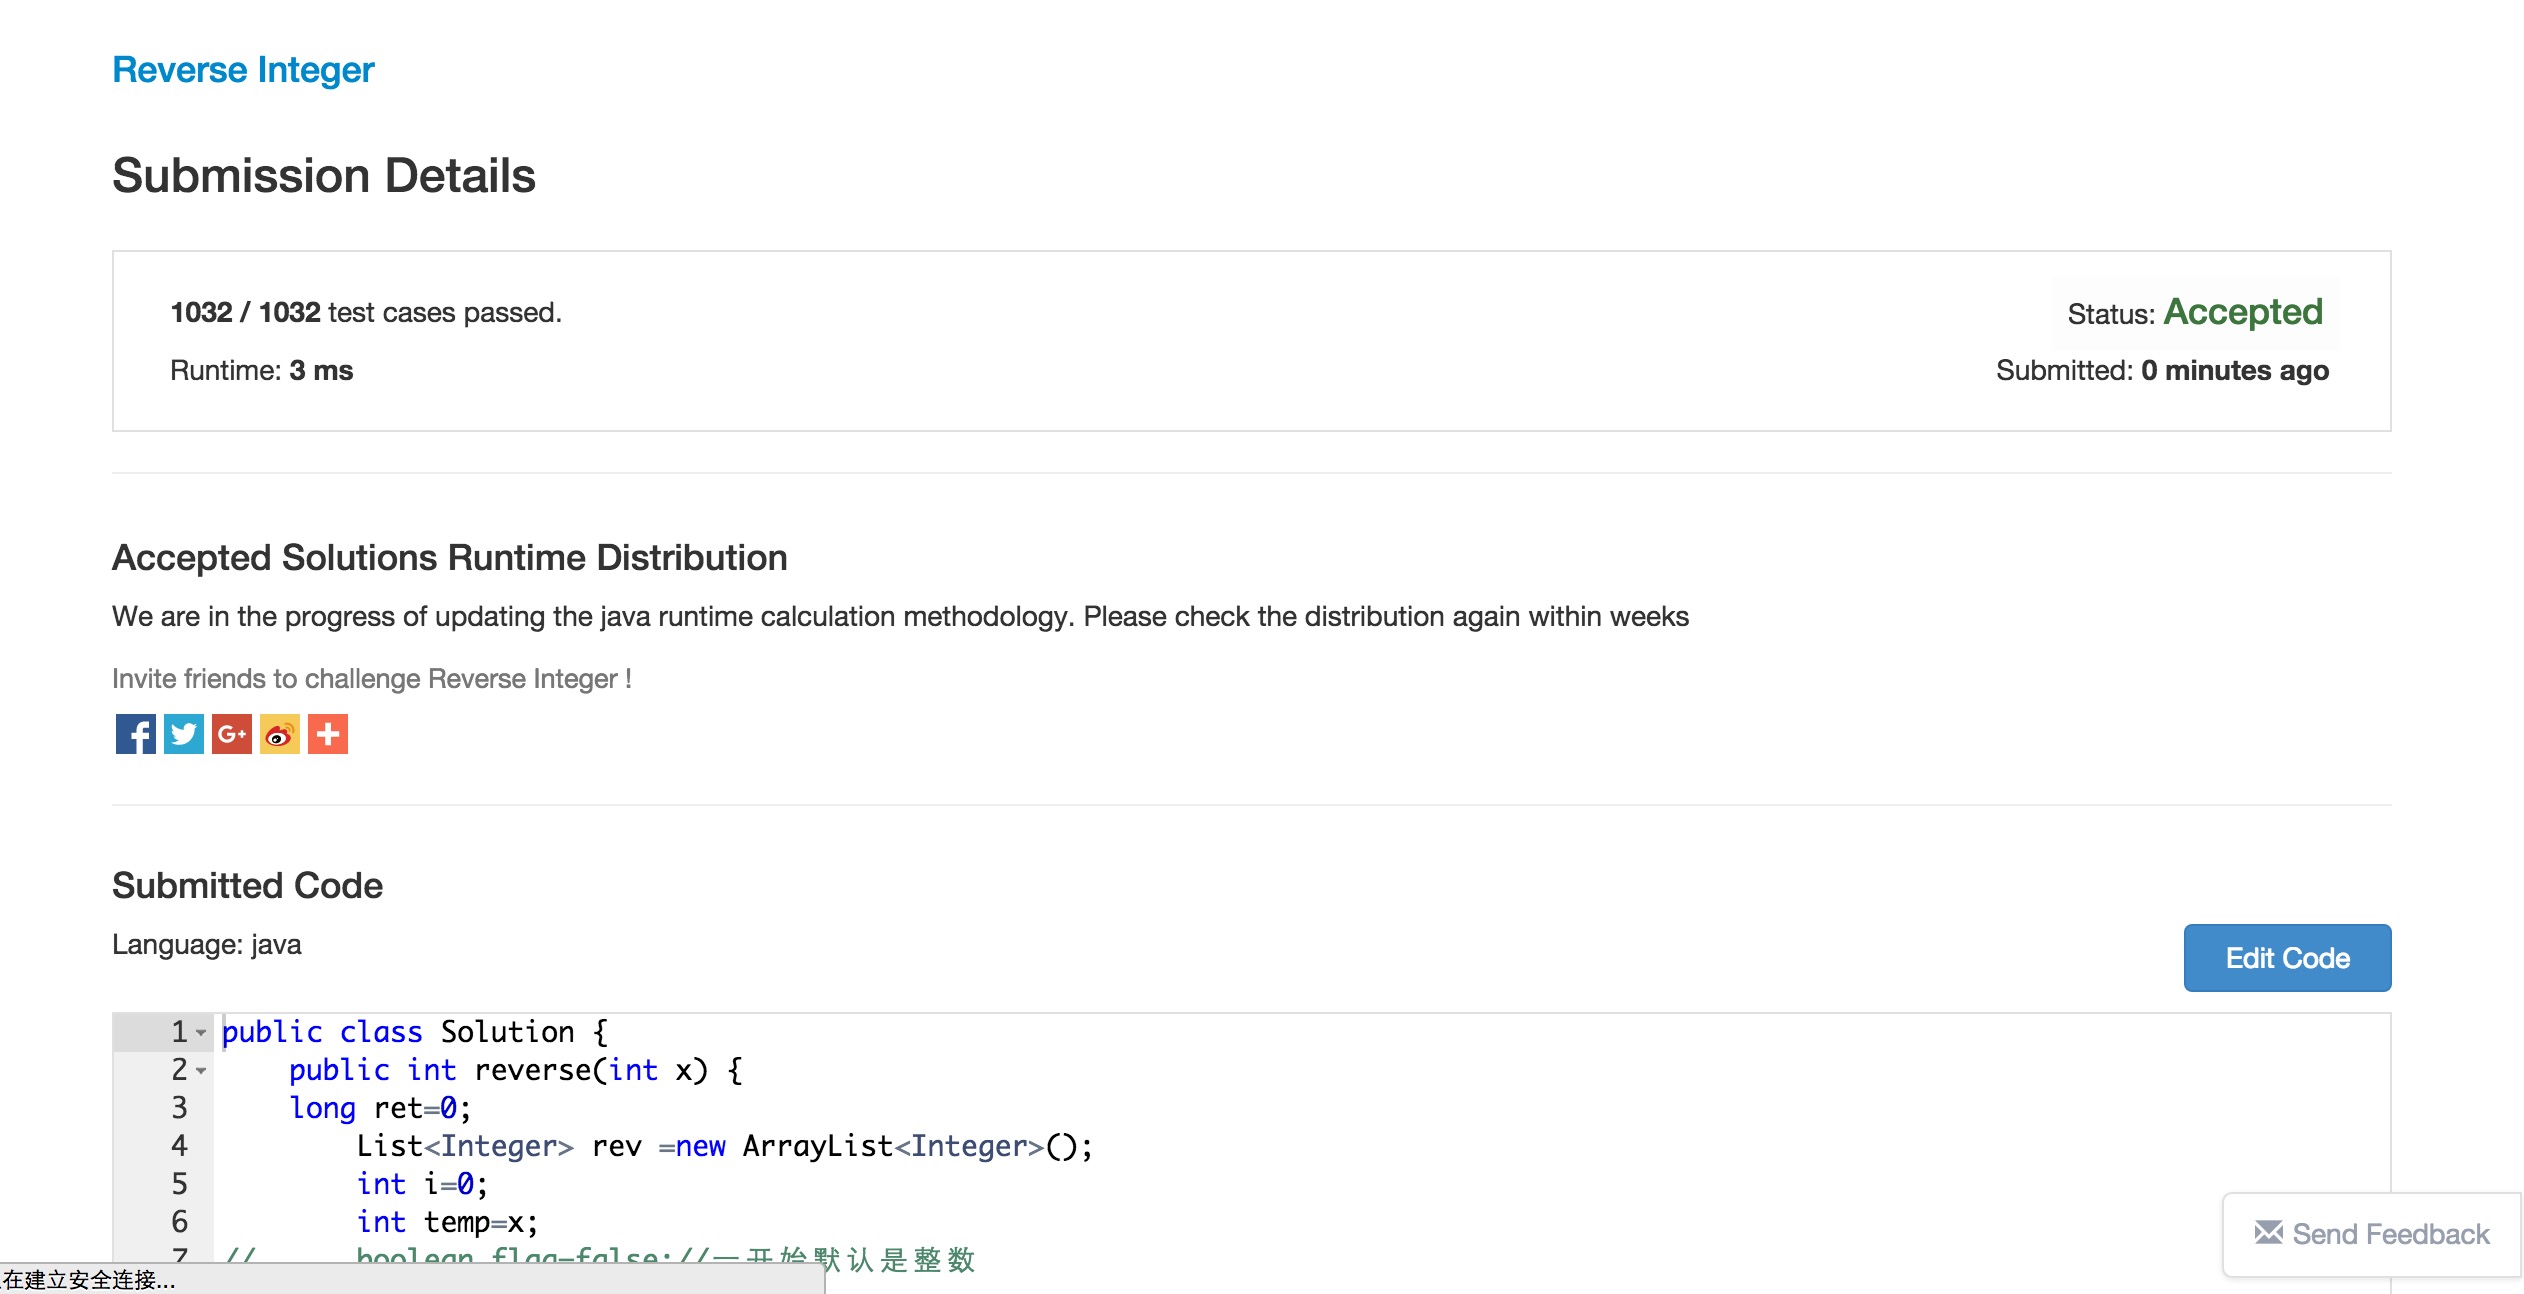 Reverse Integer
Submission Details
1032 / 1032 test cases passed.
Status: Accepted
Runtime: 3 ms
Submitted: 0 minutes ago
Accepted Solutions Runtime Distribution
We are in the progress of updating the java runtime calculation methodology. Please check the distribution again within weeks
Invite friends to challenge Reverse Integer !
f G+ +
Submitted Code
Language: java
Edit Code
1 public class Solution {
2 public int reverse(int x) {
3 long ret=0;
4 List<Integer> rev =new ArrayList<Integer>();
5 int i=0;
6 int temp=x;
7 // boolean flag=false;//一开始默认是整数
Send Feedback
在建立安全连接...